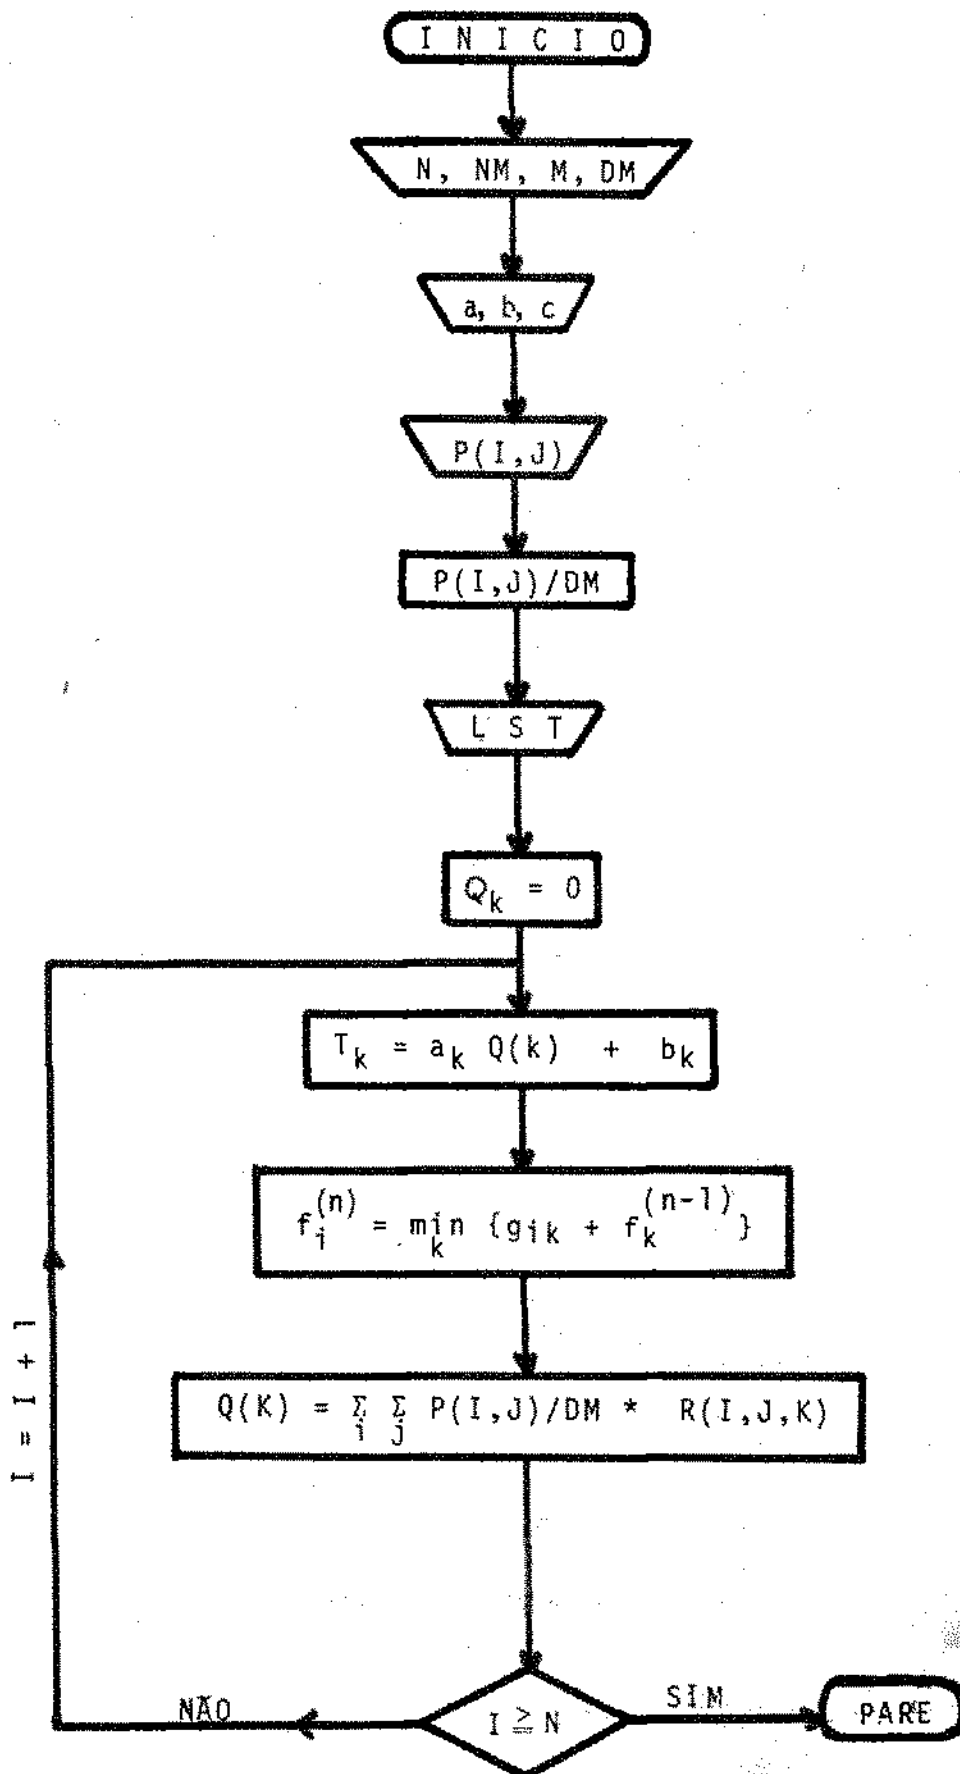 I N I C I O
N, NM, M, DM
a, b, c
P(I,J)
P(I,J)/DM
L S T
Q_k = 0
T_k = a_k Q(k) + b_k
f_i^(n) = min_k {g_ik + f_k^(n-1)}
Q(K) = Σ_i Σ_j P(I,J)/DM * R(I,J,K)
I = I + 1
NÃO
I ≧ N
SIM
PARE